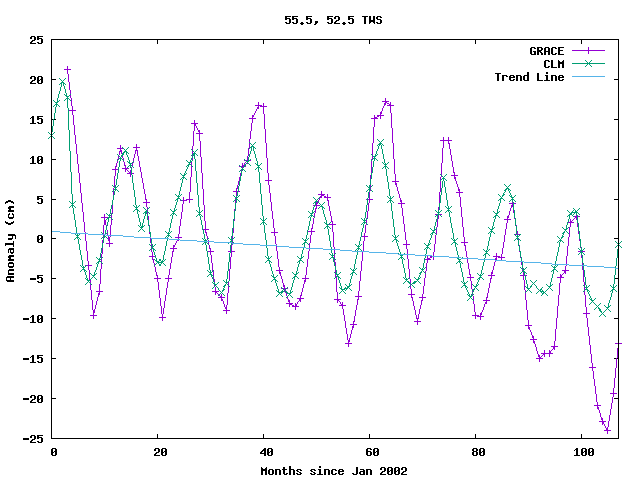 55.5, 52.5 TWS
GRACE
CLM
Trend Line
Anomaly (cm)
25
20
15
10
5
0
-5
-10
-15
-20
-25
0 20 40 60 80 100
Months since Jan 2002